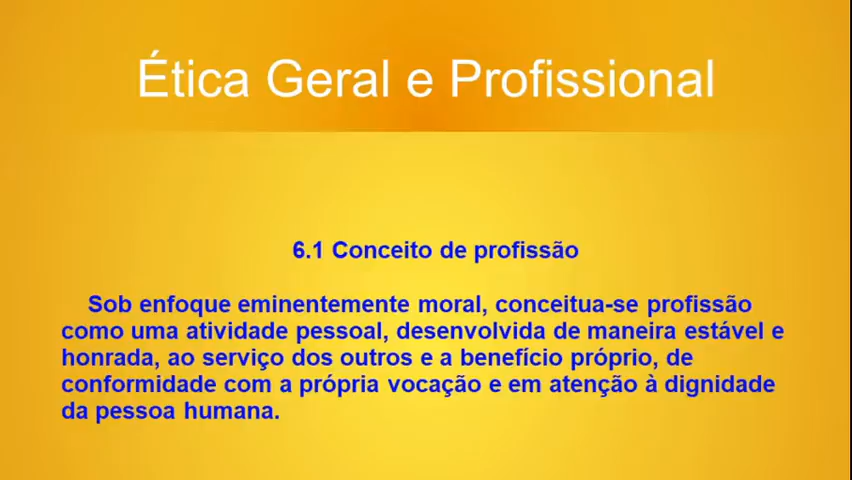 Ética Geral e Profissional
6.1 Conceito de profissão
Sob enfoque eminentemente moral, conceitua-se profissão
como uma atividade pessoal, desenvolvida de maneira estável e
honrada, ao serviço dos outros e a benefício próprio, de
conformidade com a própria vocação e em atenção à dignidade
da pessoa humana.